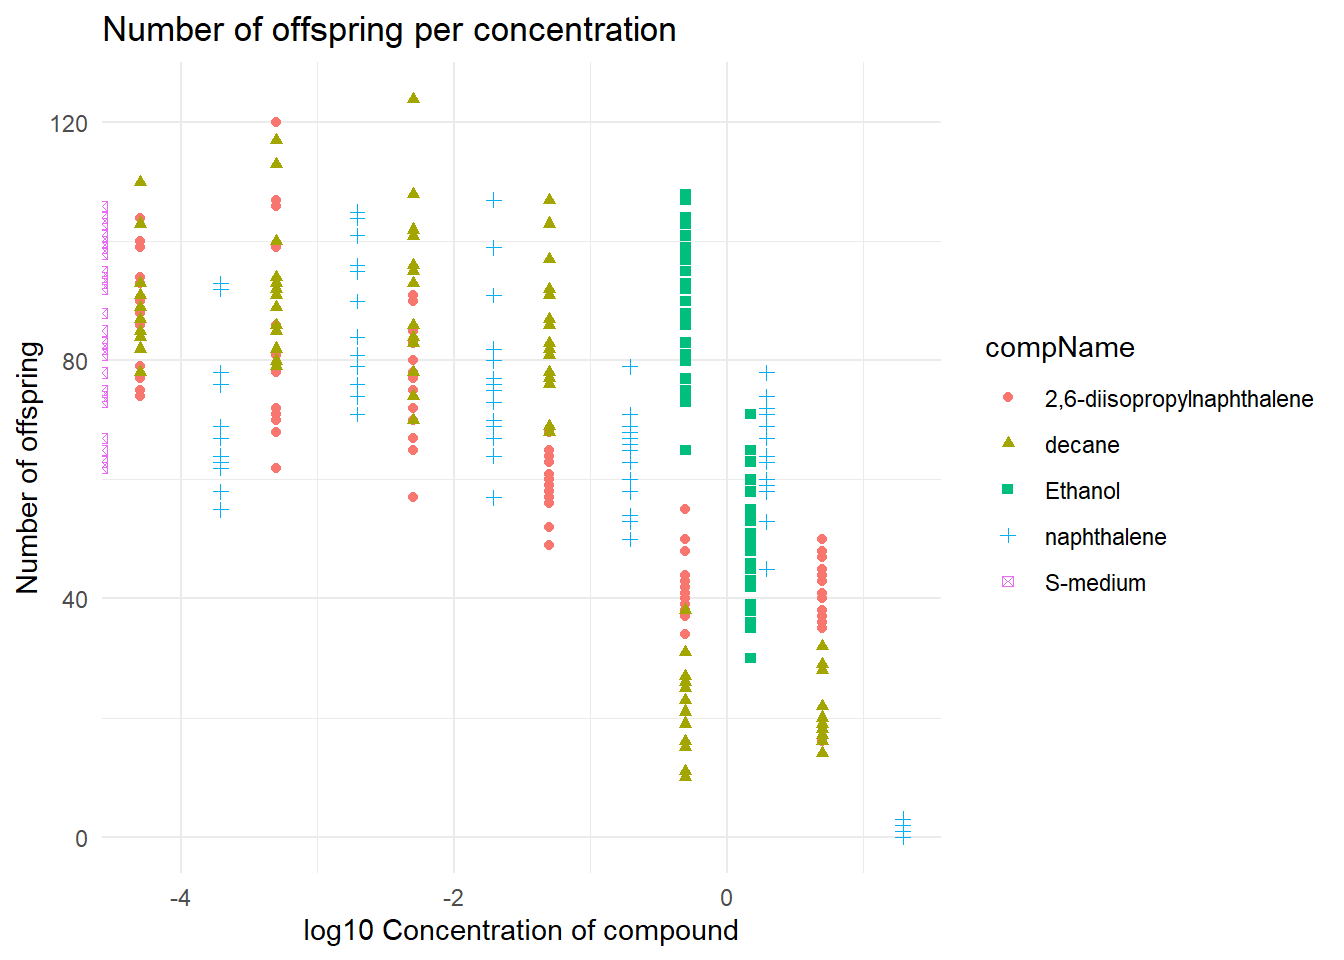 Number of offspring per concentration
Number of offspring
120
80
40
0
-4
-2
0
log10 Concentration of compound
compName
2,6-diisopropylnaphthalene
decane
Ethanol
naphthalene
S-medium